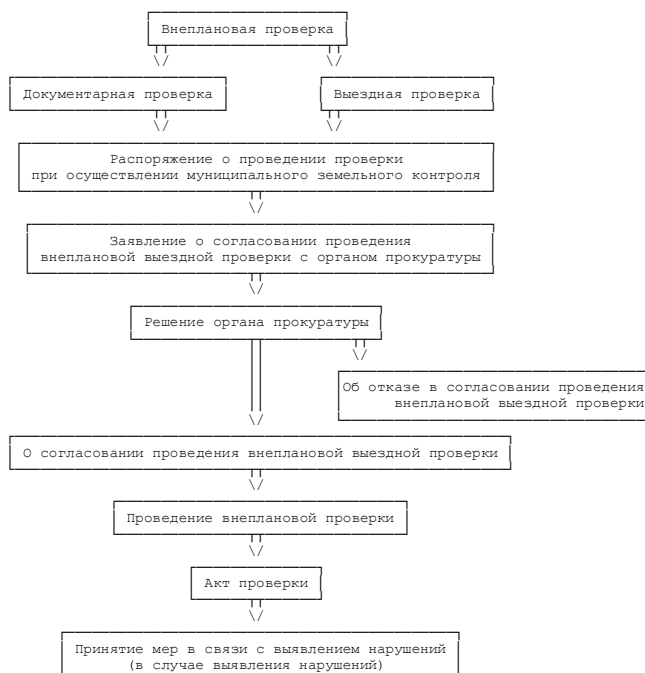 Внеплановая проверка
Документарная проверка
Выездная проверка
Распоряжение о проведении проверки
при осуществлении муниципального земельного контроля
Заявление о согласовании проведения
внеплановой выездной проверки с органом прокуратуры
Решение органа прокуратуры
Об отказе в согласовании проведения
внеплановой выездной проверки
О согласовании проведения внеплановой выездной проверки
Проведение внеплановой проверки
Акт проверки
Принятие мер в связи с выявлением нарушений
(в случае выявления нарушений)